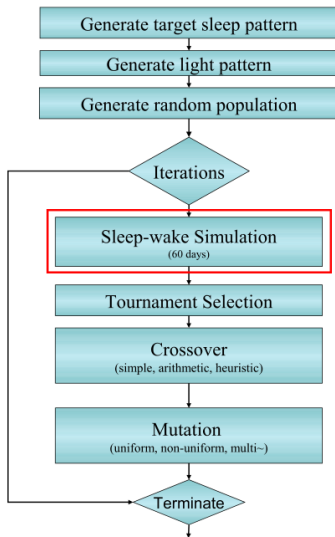 Generate target sleep pattern
Generate light pattern
Generate random population
Iterations
Sleep-wake Simulation
(60 days)
Tournament Selection
Crossover
(simple, arithmetic, heuristic)
Mutation
(uniform, non-uniform, multi~)
Terminate